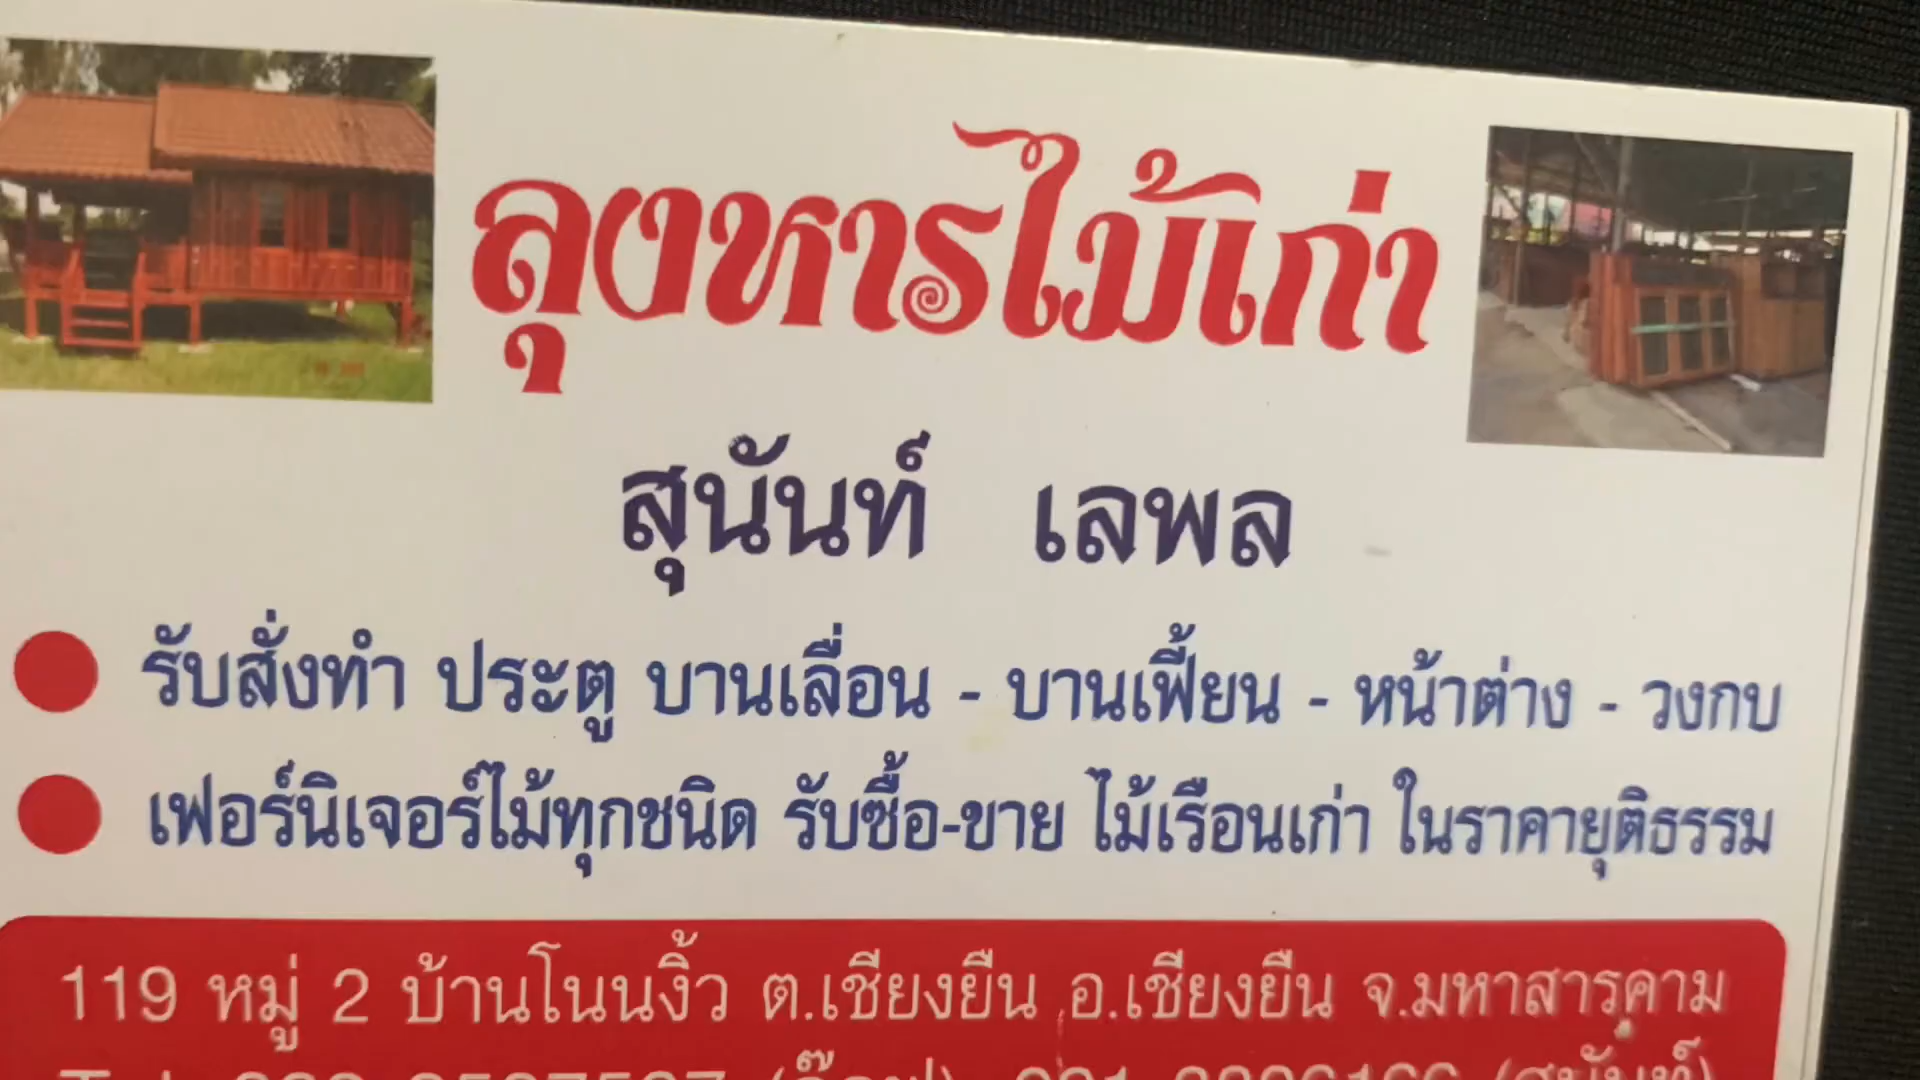 ลุงหารไม้เก่า
สุนันท์ เลพล
รับสั่งทำ ประตู บานเลื่อน - บานเฟี้ยน - หน้าต่าง - วงกบ
เฟอร์นิเจอร์ไม้ทุกชนิด รับซื้อ-ขาย ไม้เรือนเก่า ในราคายุติธรรม
119 หมู่ 2 บ้านโนนงิ้ว ต.เชียงยืน อ.เชียงยืน จ.มหาสารคาม
(สุนันท์)